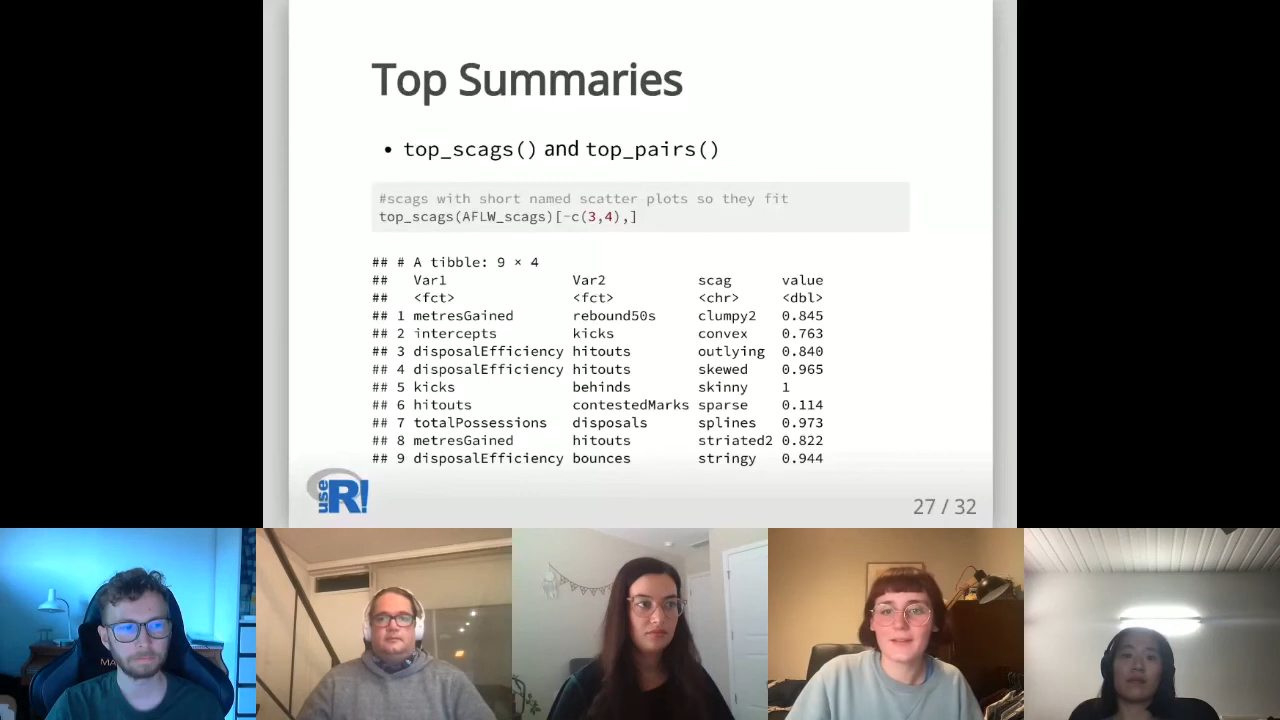 Top Summaries
• top_scags() and top_pairs()
#scags with short named scatter plots so they fit
top_scags(AFLW_scags)[-c(3,4),]
## # A tibble: 9 × 4
## Var1 Var2 scag value
## <fct> <fct> <chr> <dbl>
## 1 metresGained rebound50s clumpy2 0.845
## 2 intercepts kicks convex 0.763
## 3 disposalEfficiency hitouts outlying 0.840
## 4 disposalEfficiency hitouts skewed 0.965
## 5 kicks behinds skinny 1
## 6 hitouts contestedMarks sparse 0.114
## 7 totalPossessions disposals splines 0.973
## 8 metresGained hitouts striated2 0.822
## 9 disposalEfficiency bounces stringy 0.944
use R!
27 / 32